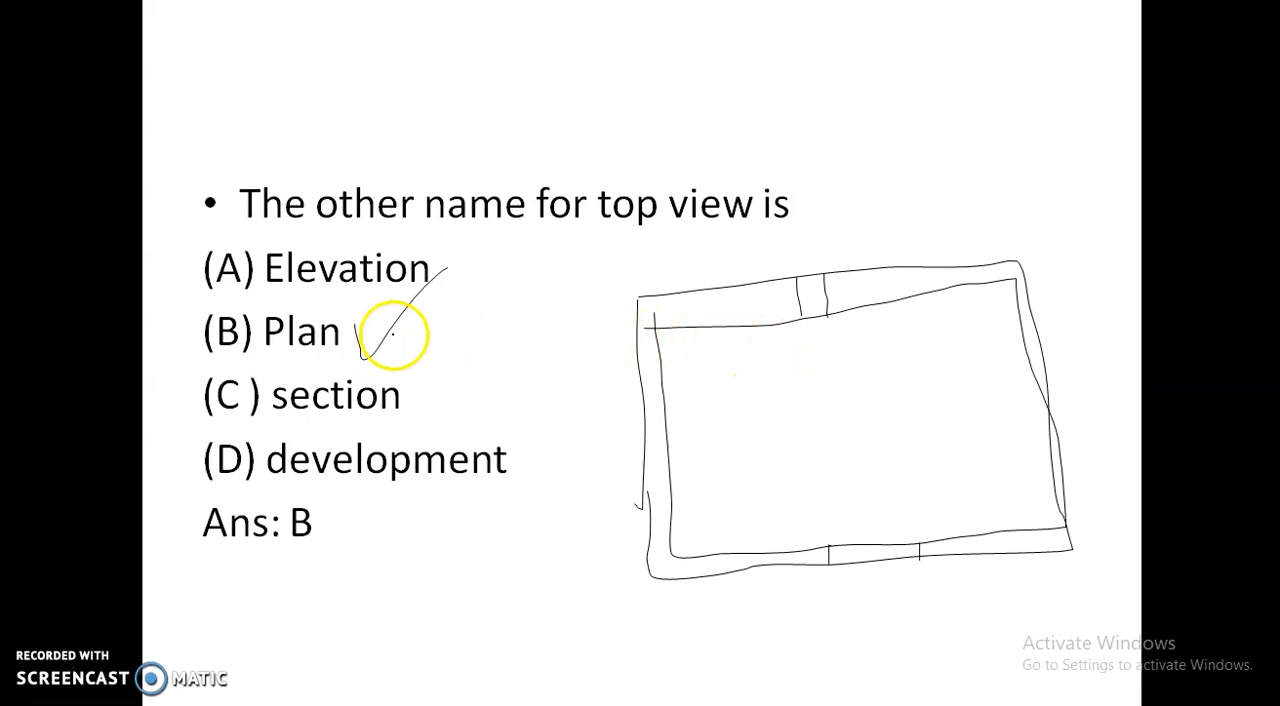 • The other name for top view is
(A) Elevation
(B) Plan
(C ) section
(D) development
Ans: B
Activate Windows
Go to Settings to activate Windows.
RECORDED WITH
SCREENCAST MATIC